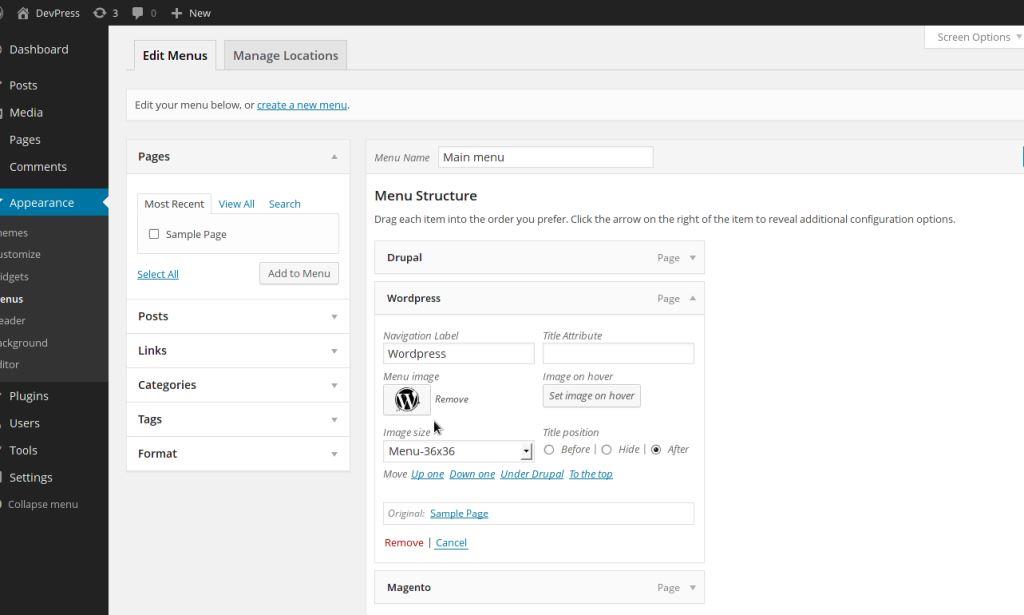 DevPress 3 0 New
Screen Options
Dashboard
Posts
Media
Pages
Comments
Appearance
emes
ustomize
idgets
enus
eader
ackground
ditor
Plugins
Users
Tools
Settings
Collapse menu
Edit Menus Manage Locations
Edit your menu below, or create a new menu.
Pages
Most Recent View All Search
Sample Page
Select All Add to Menu
Posts
Links
Categories
Tags
Format
Menu Name Main menu
Menu Structure
Drag each item into the order you prefer. Click the arrow on the right of the item to reveal additional configuration options.
Drupal Page
Wordpress Page
Navigation Label Title Attribute
Wordpress
Menu image Image on hover
Remove Set image on hover
Image size Title position
Menu-36x36 Before | Hide | After
Move Up one Down one Under Drupal To the top
Original: Sample Page
Remove | Cancel
Magento Page